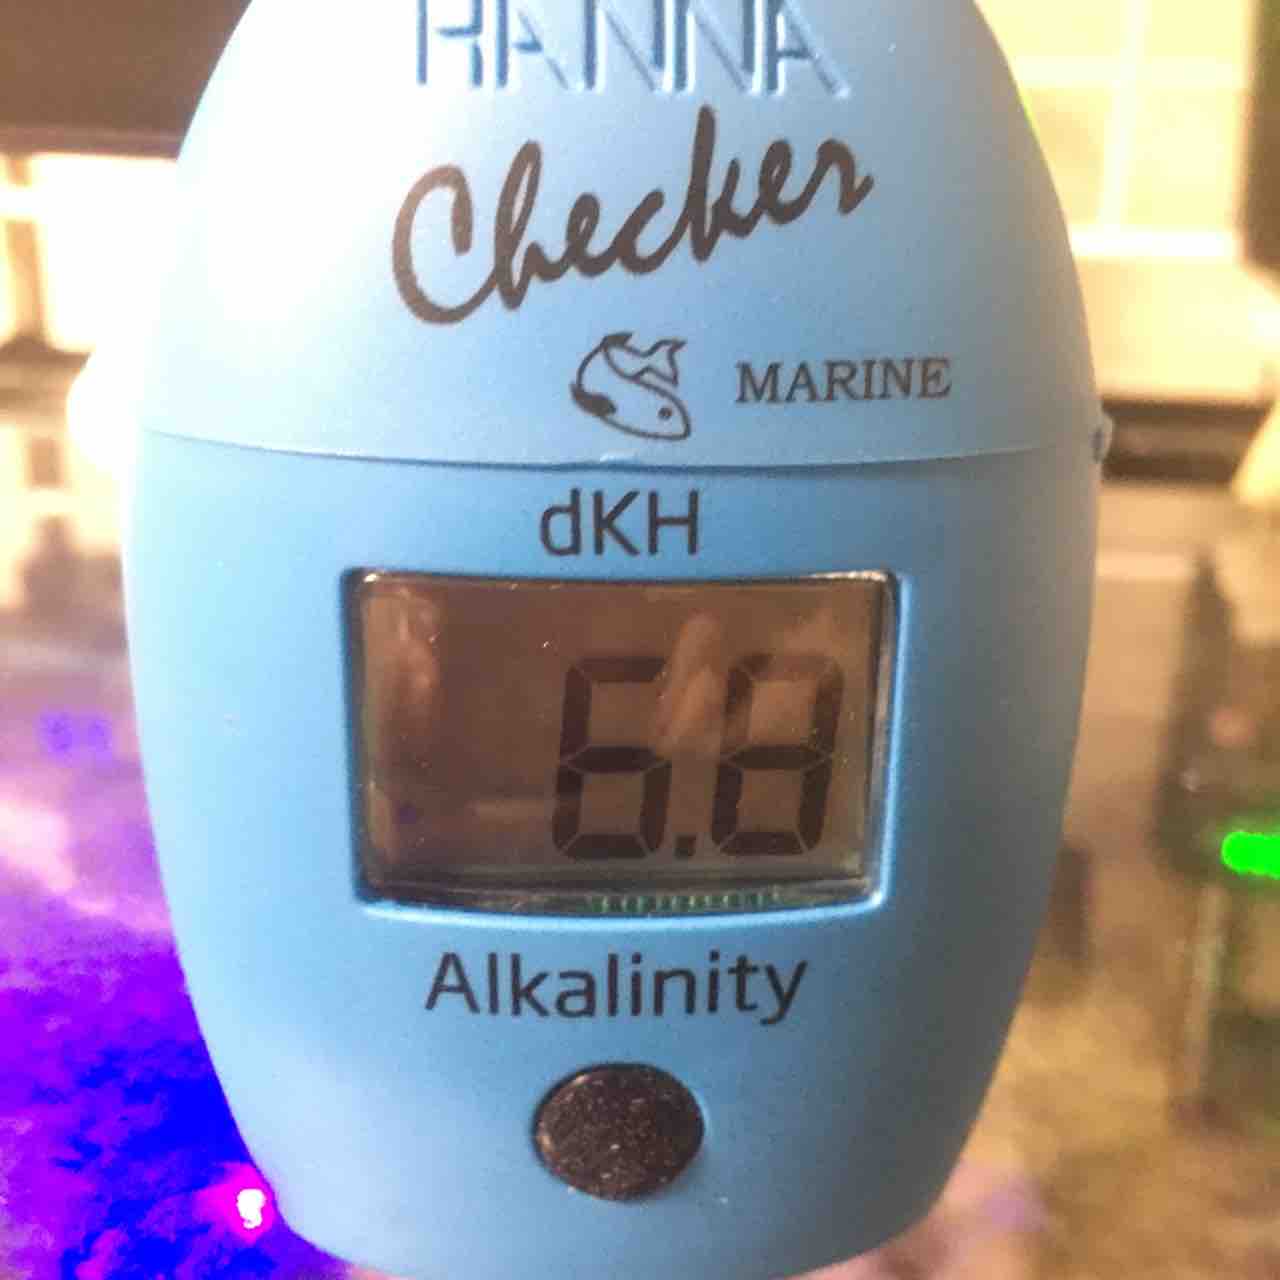 HANNA
Checker
MARINE
dKH
6.8
Alkalinity